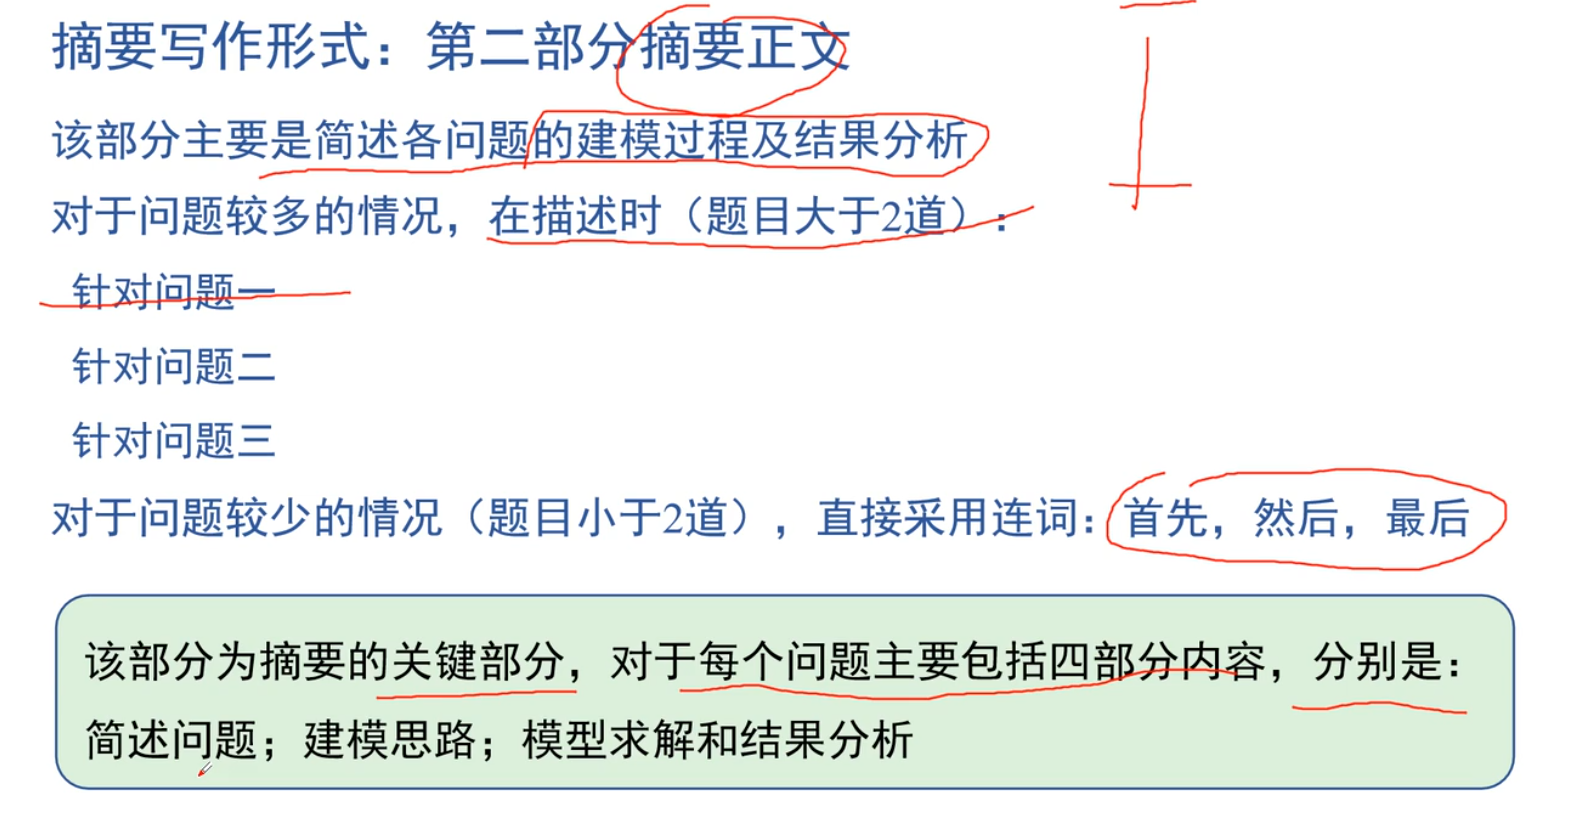 摘要写作形式：第二部分摘要正文
该部分主要是简述各问题的建模过程及结果分析
对于问题较多的情况，在描述时（题目大于2道）：
针对问题一
针对问题二
针对问题三
对于问题较少的情况（题目小于2道），直接采用连词：首先，然后，最后
该部分为摘要的关键部分，对于每个问题主要包括四部分内容，分别是：
简述问题；建模思路；模型求解和结果分析